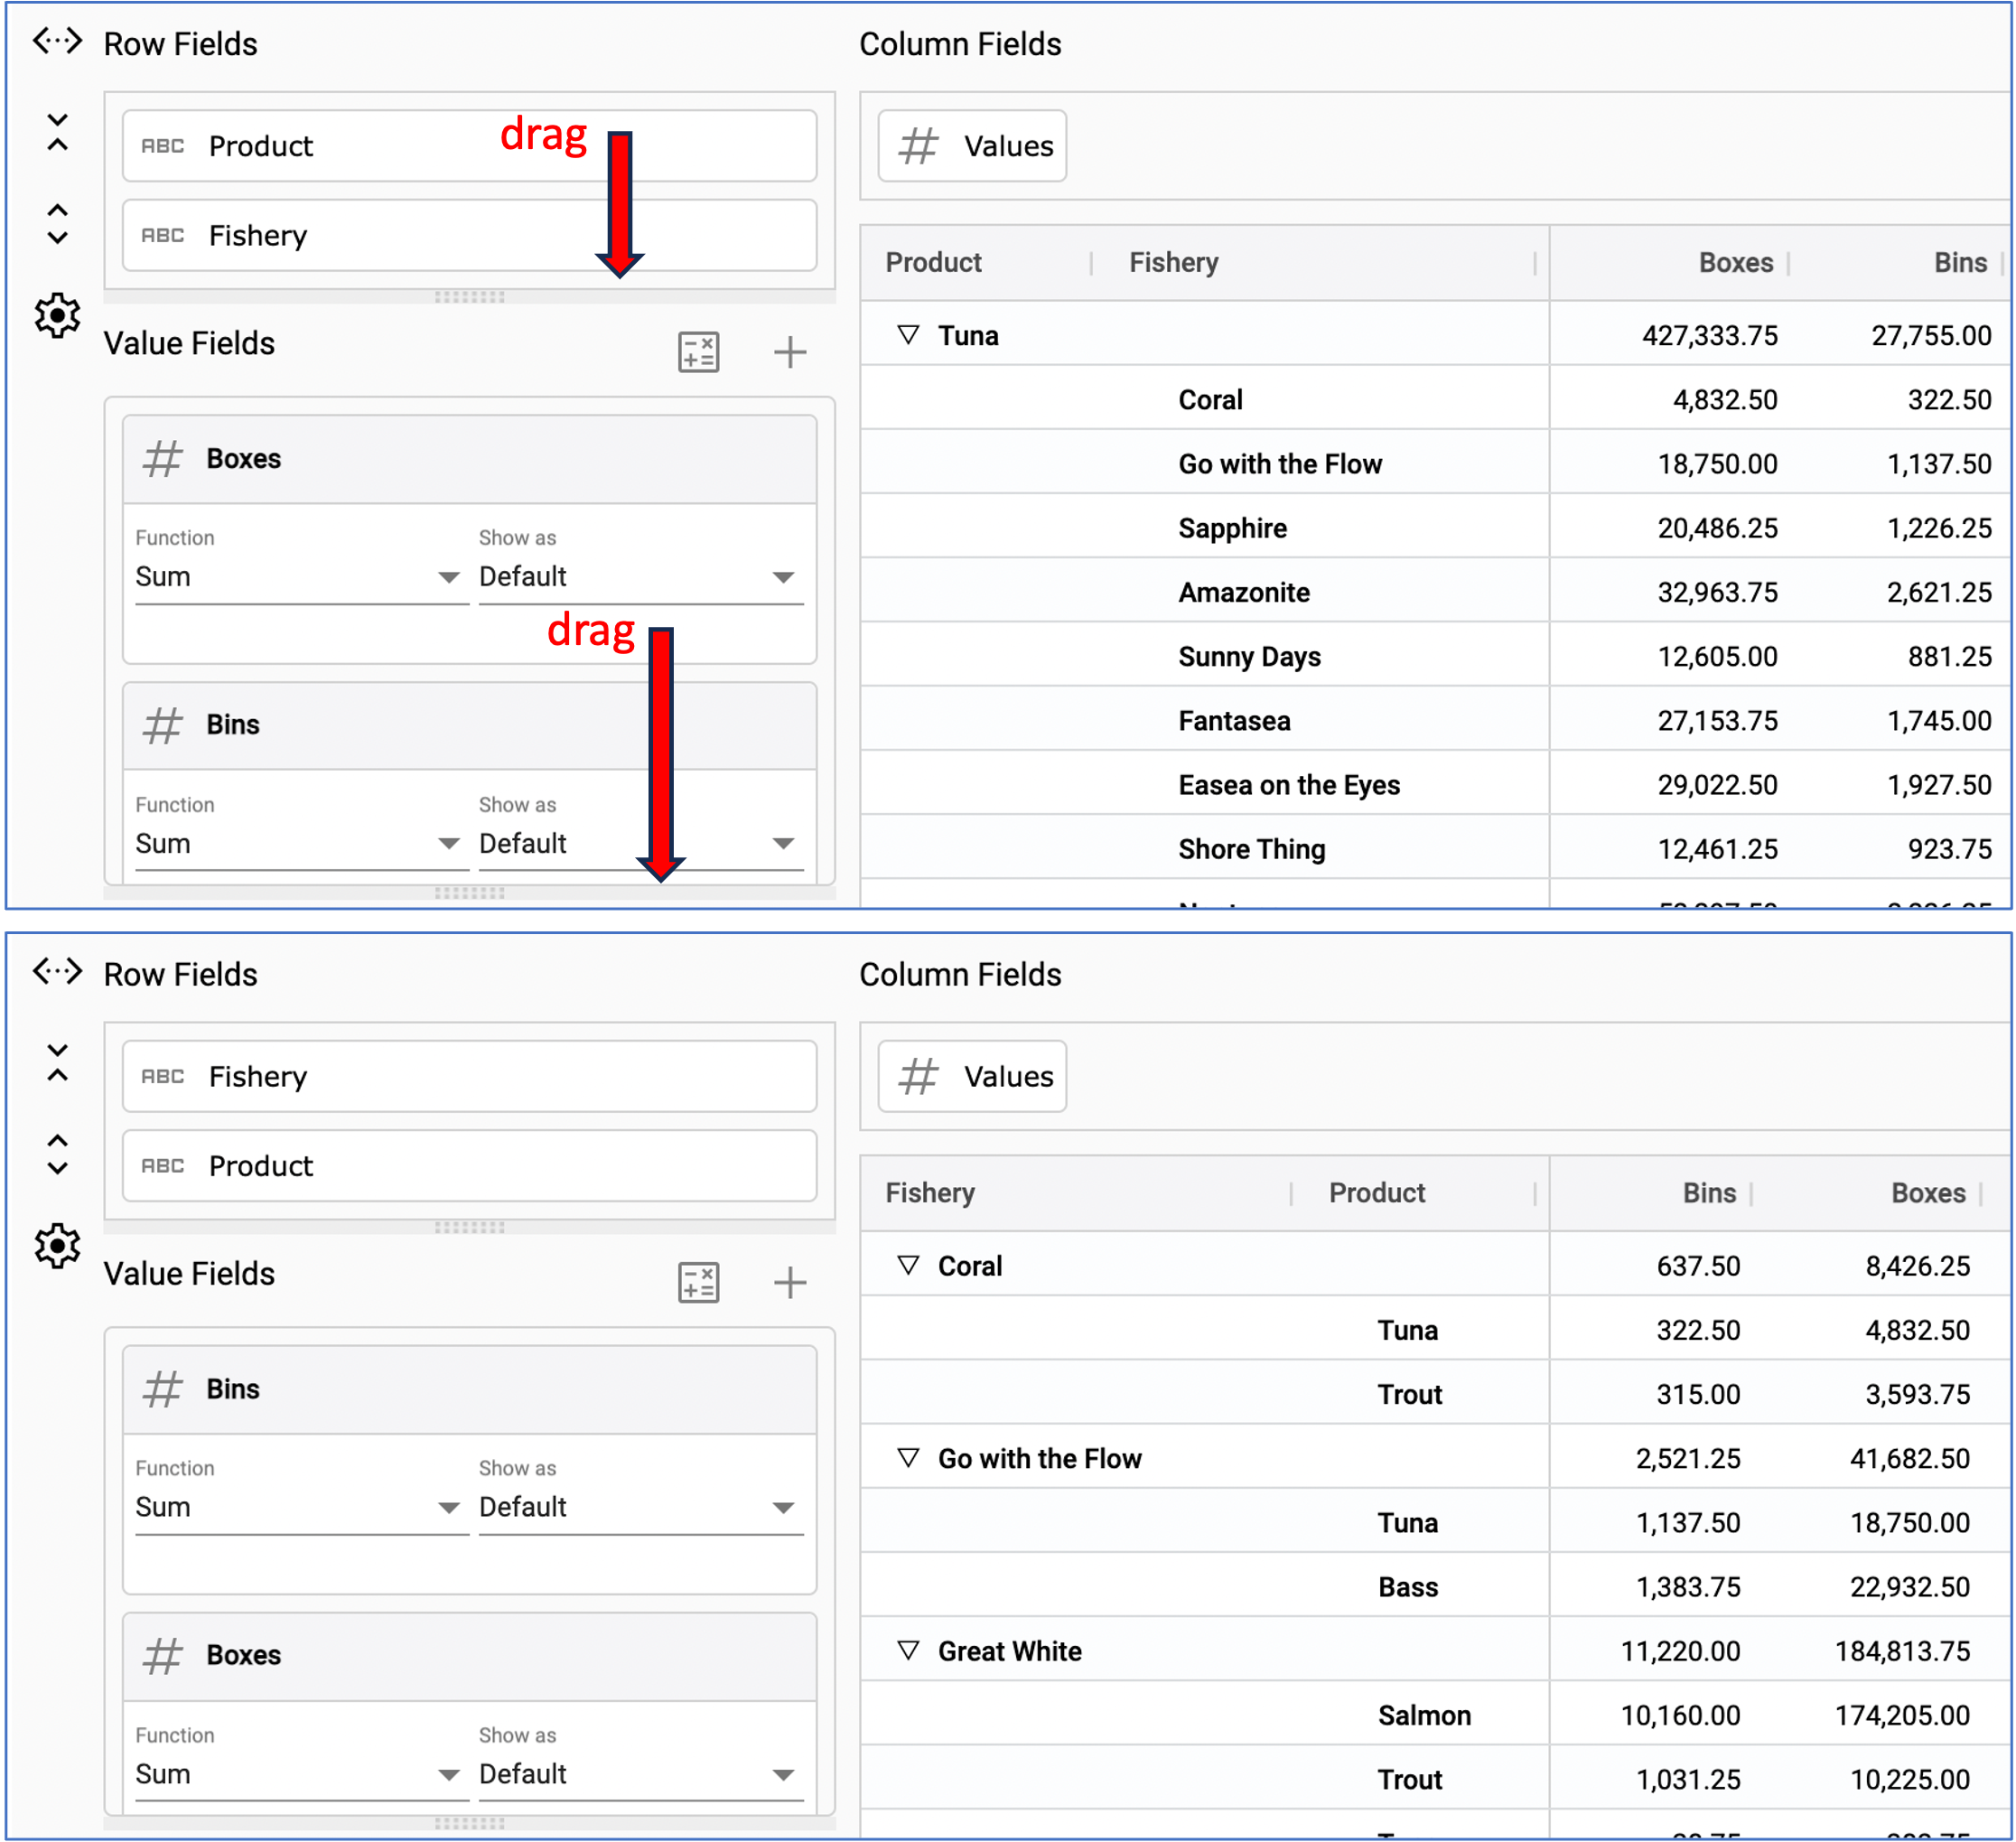 Row Fields
Column Fields
ABC Product
drag
# Values
ABC Fishery
Product Fishery Boxes Bins
Value Fields
Tuna 427,333.75 27,755.00
Coral 4,832.50 322.50
# Boxes
Go with the Flow 18,750.00 1,137.50
Function Show as
Sapphire 20,486.25 1,226.25
Sum Default
Amazonite 32,963.75 2,621.25
drag
Sunny Days 12,605.00 881.25
# Bins
Fantasea 27,153.75 1,745.00
Function Show as
Easea on the Eyes 29,022.50 1,927.50
Sum Default
Shore Thing 12,461.25 923.75
Row Fields
Column Fields
ABC Fishery
# Values
ABC Product
Fishery Product Bins Boxes
Value Fields
Coral 637.50 8,426.25
Tuna 322.50 4,832.50
# Bins
Trout 315.00 3,593.75
Function Show as
Go with the Flow 2,521.25 41,682.50
Sum Default
Tuna 1,137.50 18,750.00
Bass 1,383.75 22,932.50
# Boxes
Great White 11,220.00 184,813.75
Function Show as
Salmon 10,160.00 174,205.00
Sum Default
Trout 1,031.25 10,225.00